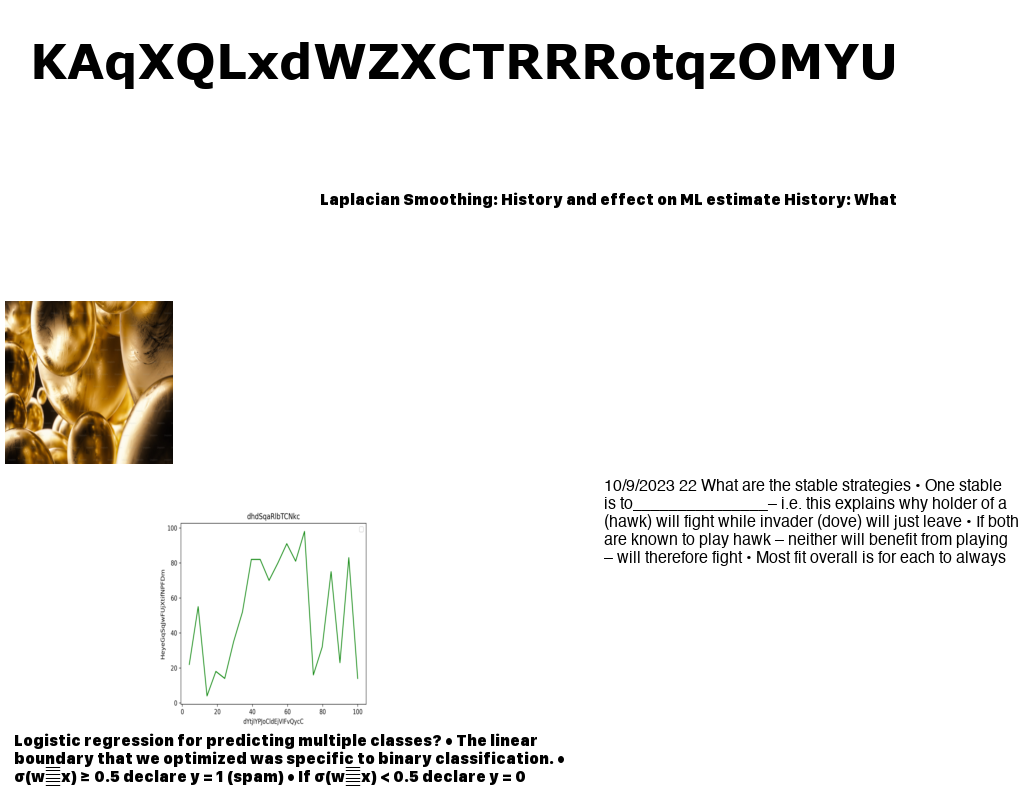 KAqXQLxdWZXCTRRRotqzOMYU
Laplacian Smoothing: History and effect on ML estimate History: What
10/9/2023 22 What are the stable strategies • One stable
is to________________– i.e. this explains why holder of a
(hawk) will fight while invader (dove) will just leave • If both
are known to play hawk – neither will benefit from playing
– will therefore fight • Most fit overall is for each to always
dhdSqaRlbTCNkc
100
80
60
40
20
0
0 20 40 60 80 100
Logistic regression for predicting multiple classes? • The linear
boundary that we optimized was specific to binary classification. •
σ(w x) ≥ 0.5 declare y = 1 (spam) • If σ(w x) < 0.5 declare y = 0